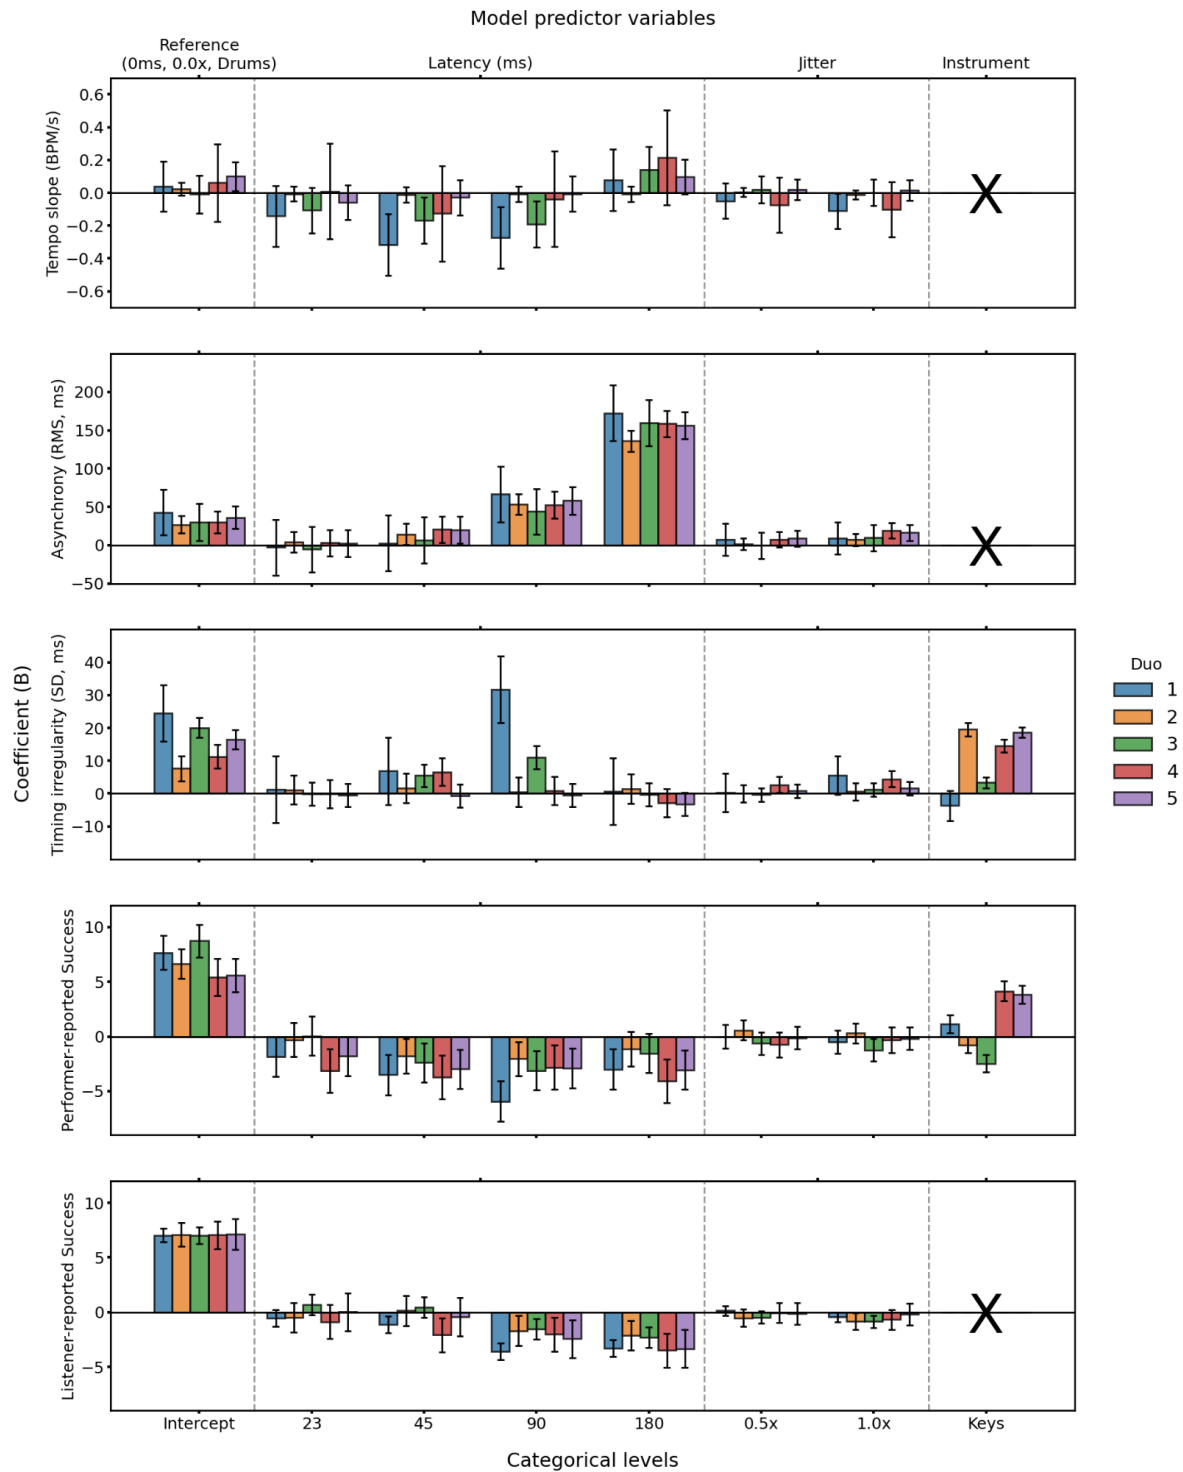 Model predictor variables
Reference
(0ms, 0.0x, Drums)
Latency (ms)
Jitter
Instrument
Tempo slope (BPM/s)
0.6
0.4
0.2
0.0
−0.2
−0.4
−0.6
X
Asynchrony (RMS, ms)
200
150
100
50
0
−50
X
Coefficient (B)
Timing irregularity (SD, ms)
40
30
20
10
0
−10
Duo
1
2
3
4
5
Performer-reported Success
10
5
0
−5
Listener-reported Success
10
5
0
−5
X
Intercept
23
45
90
180
0.5x
1.0x
Keys
Categorical levels